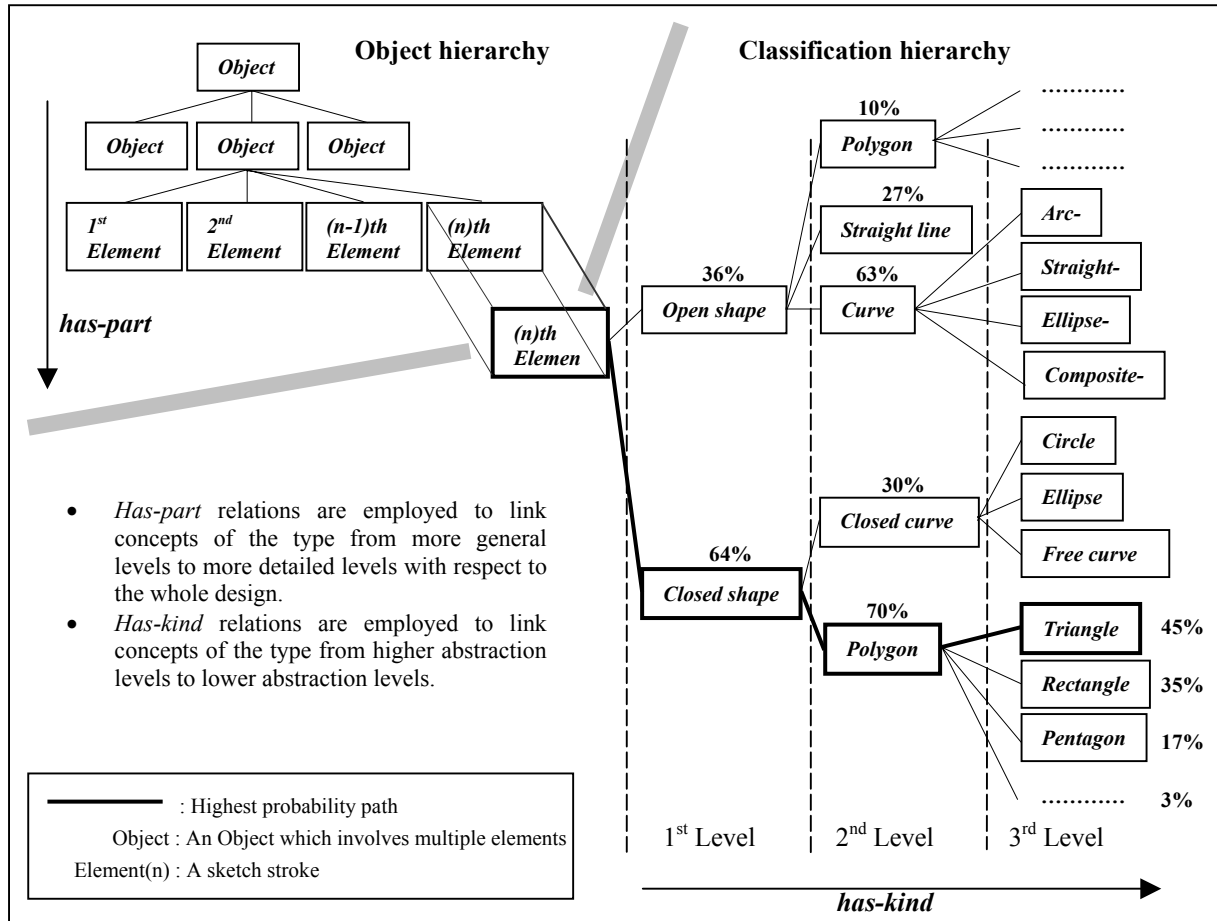 Object hierarchy
Classification hierarchy
Object
Object
Object
Object
1st
Element
2nd
Element
(n-1)th
Element
(n)th
Element
(n)th
Elemen
has-part
36%
Open shape
64%
Closed shape
10%
Polygon
27%
Straight line
63%
Curve
30%
Closed curve
70%
Polygon
............
............
............
Arc-
Straight-
Ellipse-
Composite-
Circle
Ellipse
Free curve
Triangle 45%
Rectangle 35%
Pentagon 17%
............ 3%
• Has-part relations are employed to link
concepts of the type from more general
levels to more detailed levels with respect to
the whole design.
• Has-kind relations are employed to link
concepts of the type from higher abstraction
levels to lower abstraction levels.
: Highest probability path
Object : An Object which involves multiple elements
Element(n) : A sketch stroke
1st Level
2nd Level
3rd Level
has-kind